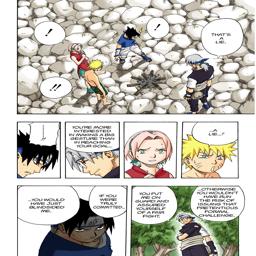 THAT'S
A
LIE.
!
!!
!
A
LIE...
YOU'RE MORE
INTERESTED
IN MAKING A BIG
GESTURE THAN
IN REACHING
YOUR GOAL...
...OTHERWISE
YOU WOULDN'T
HAVE RUN
THE RISK OF
ISSUING THAT
PRETENTIOUS
FORMAL
CHALLENGE.
YOU PUT
ME ON
GUARD AND
ASSURED
YOURSELF
OF A
FAIR
FIGHT.
IF YOU
WERE
TRULY
COMMITTED...
...YOU WOULD
HAVE JUST
BLINDSIDED
ME.